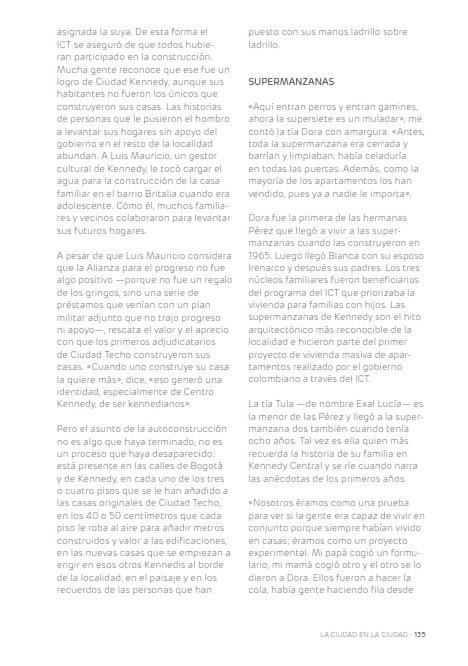 asignada la suya. De esta forma el
ICT se aseguró de que todos hubie-
ran participado en la construcción.
Mucha gente reconoce que ese fue un
logro de Ciudad Kennedy, aunque sus
habitantes no fueron los únicos que
construyeron sus casas. Las historias
de personas que le pusieron el hombro
a levantar sus hogares sin apoyo del
gobierno en el resto de la localidad
abundan. A Luis Mauricio, un gestor
cultural de Kennedy, le tocó cargar el
agua para la construcción de la casa
familiar en el barrio Britalia cuando era
adolescente. Cómo él, muchos familia-
res y vecinos colaboraron para levantar
sus futuros hogares.

A pesar de que Luis Mauricio considera
que la Alianza para el progreso no fue
algo positivo —porque no fue un regalo
de los gringos, sino una serie de
préstamos que venían con un plan
militar adjunto que no trajo progreso
ni apoyo—, rescata el valor y el aprecio
con que los primeros adjudicatarios
de Ciudad Techo construyeron sus
casas. «Cuando uno construye su casa
la quiere más», dice, «eso generó una
identidad, especialmente de Centro
Kennedy, de ser kennedianos».

Pero el asunto de la autoconstrucción
no es algo que haya terminado, no es
un proceso que haya desaparecido:
está presente en las calles de Bogotá
y de Kennedy, en cada uno de los tres
o cuatro pisos que se le han añadido a
las casas originales de Ciudad Techo,
en los 40 o 50 centímetros que cada
piso le roba al aire para añadir metros
construidos y valor a las edificaciones,
en las nuevas casas que se empiezan a
erigir en esos otros Kennedis al borde
de la localidad, en el paisaje y en los
recuerdos de las personas que han
puesto con sus manos ladrillo sobre
ladrillo.

SUPERMANZANAS

«Aquí entran perros y entran gamines,
ahora la supersiete es un muladar», me
contó la tía Dora con amargura. «Antes,
toda la supermanzana era cerrada y
barrían y limpiaban, había celaduría
en todas las puertas. Además, como la
mayoría de los apartamentos los han
vendido, pues ya a nadie le importa».

Dora fue la primera de las hermanas
Pérez que llegó a vivir a las super-
manzanas cuando las construyeron en
1965. Luego llegó Blanca con su esposo
Irenarco y después sus padres. Los tres
núcleos familiares fueron beneficiarios
del programa del ICT que priorizaba la
vivienda para familias con hijos. Las
supermanzanas de Kennedy son el hito
arquitectónico más reconocible de la
localidad e hicieron parte del primer
proyecto de vivienda masiva de apar-
tamentos realizado por el gobierno
colombiano a través del ICT.

La tía Tula —de nombre Exal Lucía— es
la menor de las Pérez y llegó a la super-
manzana dos también cuando tenía
ocho años. Tal vez es ella quien más
recuerda la historia de su familia en
Kennedy Central y se ríe cuando narra
las anécdotas de los primeros años.

«Nosotros éramos como una prueba
para ver si la gente era capaz de vivir en
conjunto porque siempre habían vivido
en casas; éramos como un proyecto
experimental. Mi papá cogió un formu-
lario, mi mamá cogió otro y el otro se lo
dieron a Dora. Ellos fueron a hacer la
cola, había gente haciendo fila desde
LA CIUDAD EN LA CIUDAD · 135